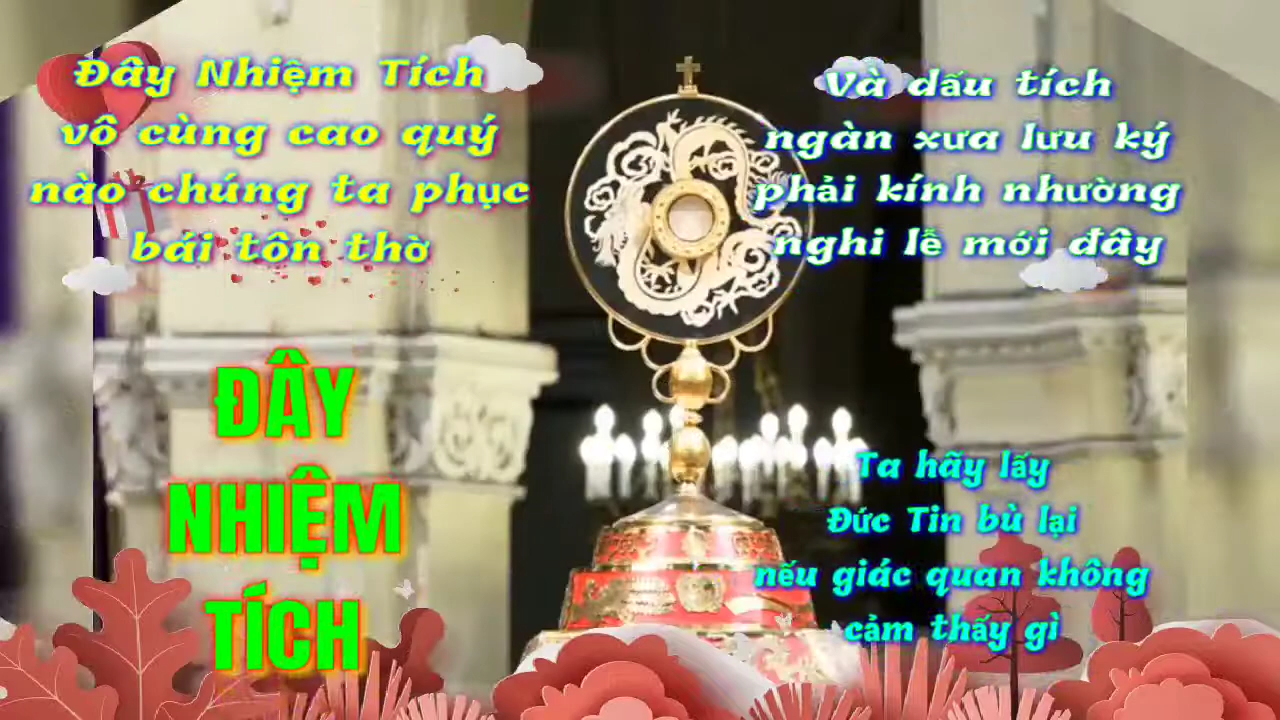 Đây Nhiệm Tích
vô cùng cao quý
nào chúng ta phục
bái tôn thờ
Và dấu tích
ngàn xưa lưu ký
phải kính nhường
nghi lễ mới đây
ĐÂY
NHIỆM
TÍCH
Ta hãy lấy
Đức Tin bù lại
nếu giác quan không
cảm thấy gì